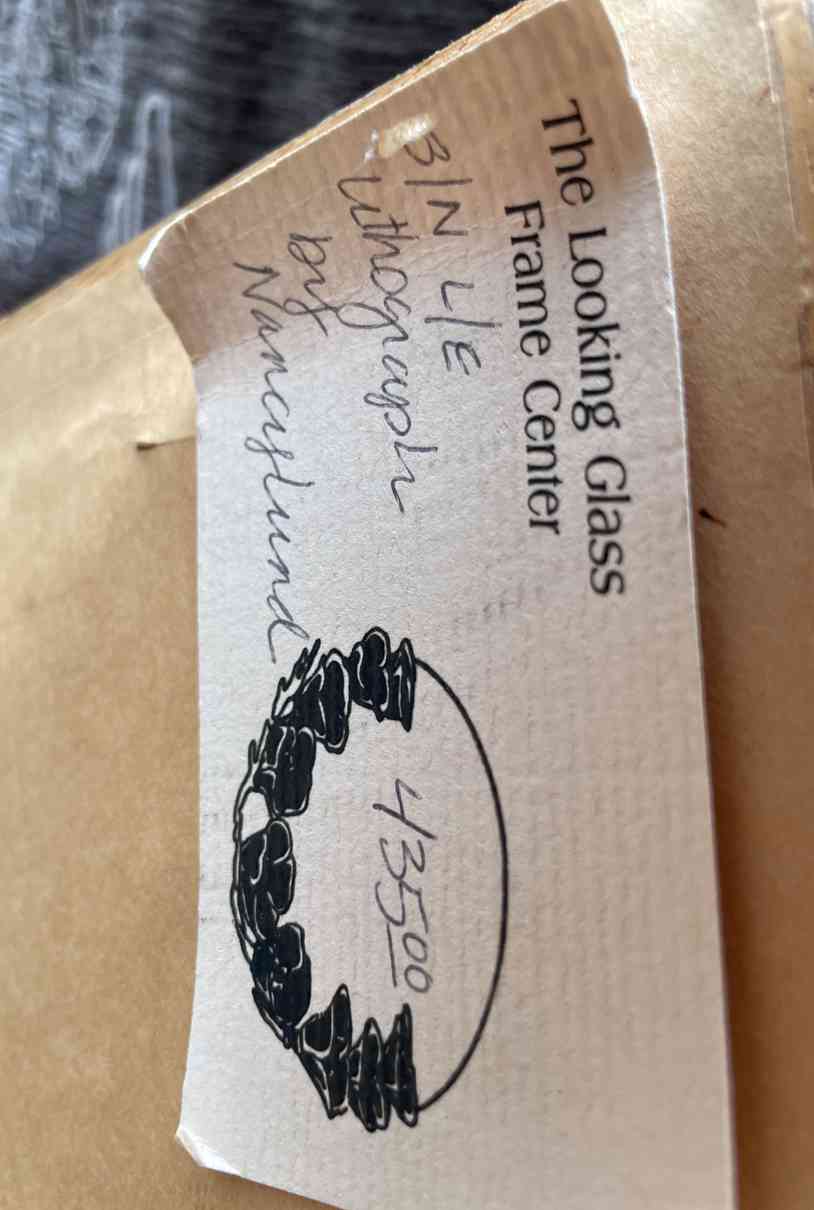 The Looking Glass
Frame Center
S/N L/E
Lithograph
by
Nancy Lund
435 00